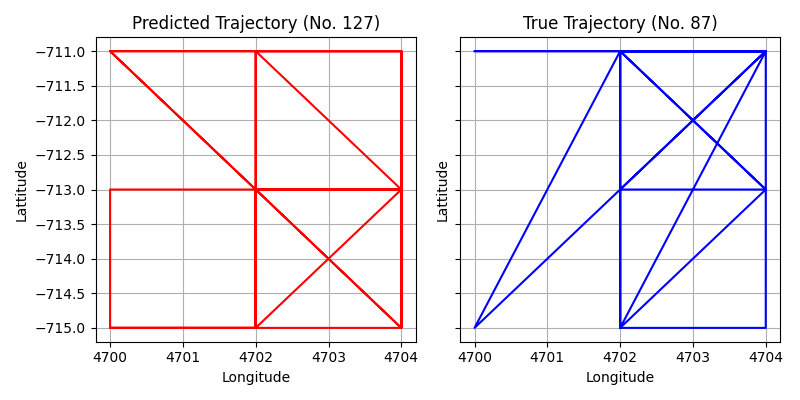 Predicted Trajectory (No. 127)
True Trajectory (No. 87)
−711.0
−711.5
−712.0
−712.5
−713.0
−713.5
−714.0
−714.5
−715.0
Lattitude
Lattitude
4700 4701 4702 4703 4704
4700 4701 4702 4703 4704
Longitude
Longitude